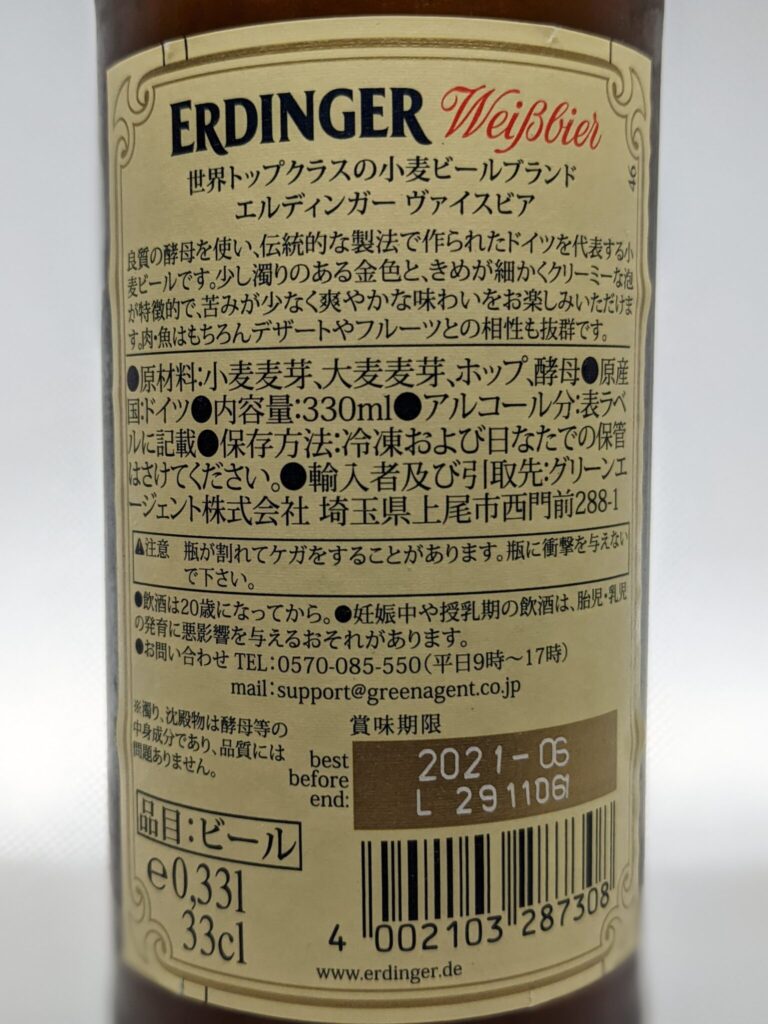 ERDINGER Weißbier
世界トップクラスの小麦ビールブランド
エルディンガー ヴァイスビア
46
良質の酵母を使い、伝統的な製法で作られたドイツを代表する小
麦ビールです。少し濁りのある金色と、きめが細かくクリーミーな泡
が特徴的で、苦みが少なく爽やかな味わいをお楽しみいただけま
す。肉・魚はもちろんデザートやフルーツとの相性も抜群です。
●原材料:小麦麦芽、大麦麦芽、ホップ、酵母●原産
国:ドイツ●内容量:330ml●アルコール分:表ラベ
ルに記載●保存方法:冷凍および日なたでの保管
はさけてください。●輸入者及び引取先:グリーンエ
ージェント株式会社 埼玉県上尾市西門前288-1
▲注意 瓶が割れてケガをすることがあります。瓶に衝撃を与えない
で下さい。
●飲酒は20歳になってから。●妊娠中や授乳期の飲酒は、胎児・乳児
の発育に悪影響を与えるおそれがあります。
●お問い合わせ TEL:0570-085-550(平日9時〜17時)
mail:support@greenagent.co.jp
※濁り、沈殿物は酵母等の
中身成分であり、品質には
問題ありません。
賞味期限
best
before
end:
2021-06
L 2911061
品目:ビール
℮0,33l
33cl
4 002103 287308
www.erdinger.de